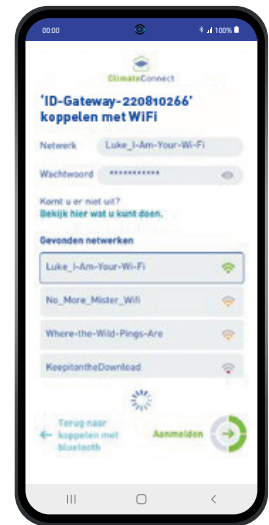 00:00 100%
ClimateConnect
'ID-Gateway-220810266'
koppelen met WiFi
Netwerk Luke_I-Am-Your-Wi-Fi
Wachtwoord ***********
Komt u er niet uit?
Bekijk hier wat u kunt doen.
Gevonden netwerken
Luke_I-Am-Your-Wi-Fi
No_More_Mister_Wifi
Where-the-Wild-Pings-Are
KeepitontheDownload
Terug naar
koppelen met
bluetooth
Aanmelden